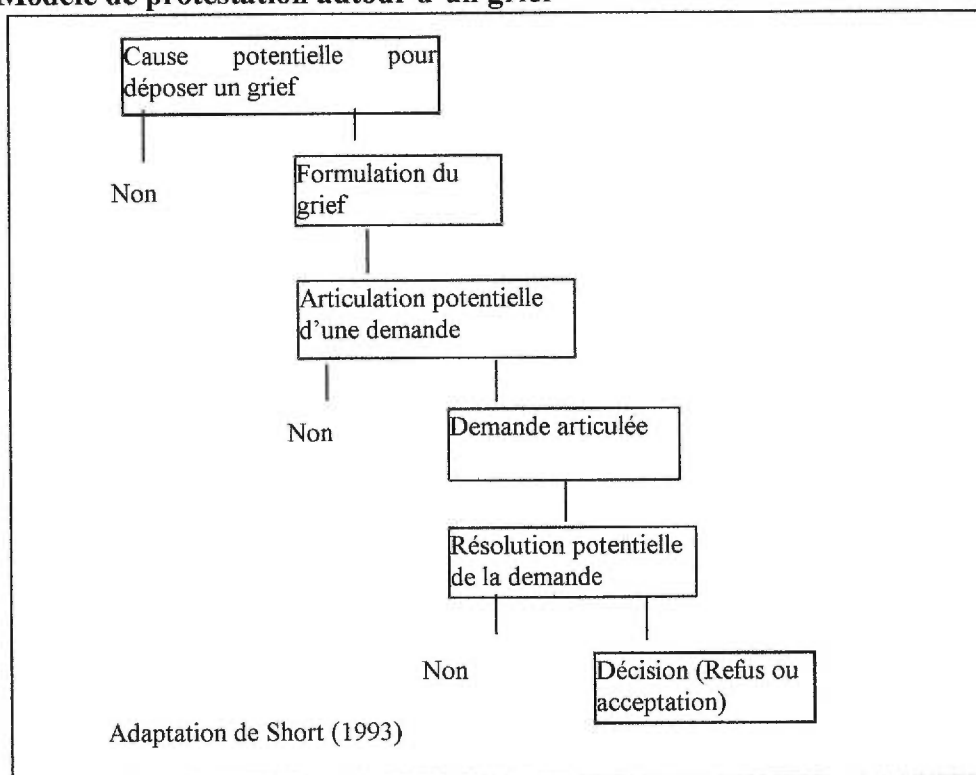 Modèle de protestation autour d'un grief
Cause potentielle pour
déposer un grief
Non
Formulation du
grief
Articulation potentielle
d'une demande
Non
Demande articulée
Résolution potentielle
de la demande
Non
Décision (Refus ou
acceptation)
Adaptation de Short (1993)